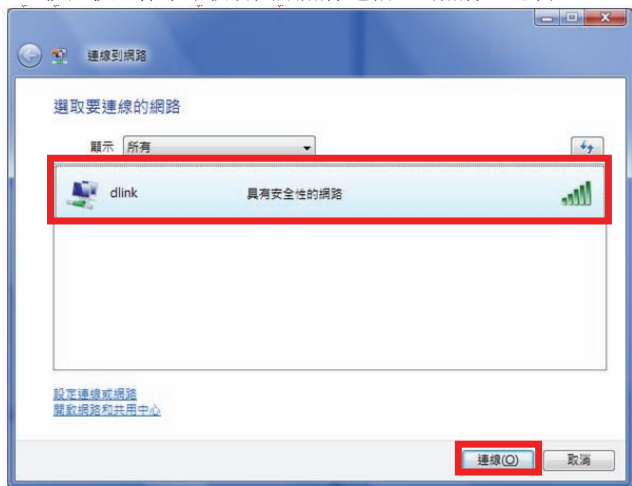 連線到網路
選取要連線的網路
顯示 所有
dlink 具有安全性的網路
設定連線或網路
開啟網路和共用中心
連線(O) 取消